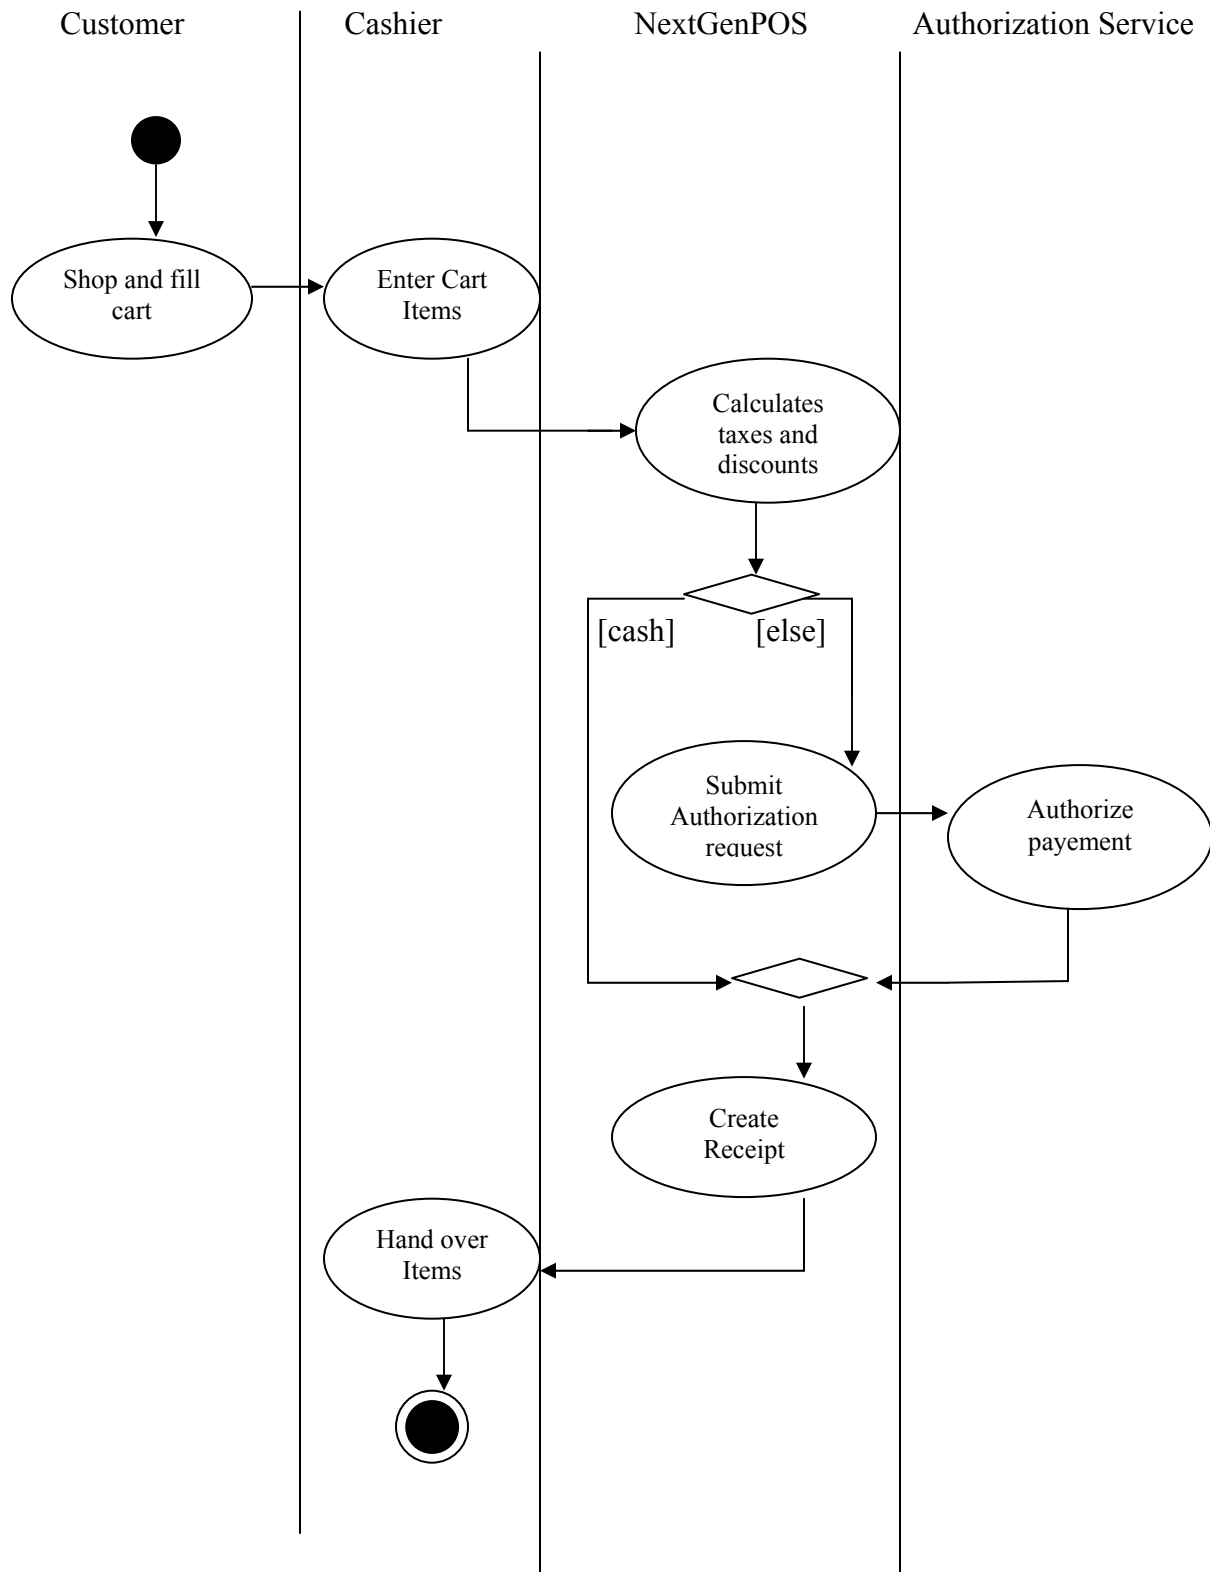 Customer
Cashier
NextGenPOS
Authorization Service
Shop and fill
cart
Enter Cart
Items
Calculates
taxes and
discounts
[cash]
[else]
Submit
Authorization
request
Authorize
payement
Create
Receipt
Hand over
Items